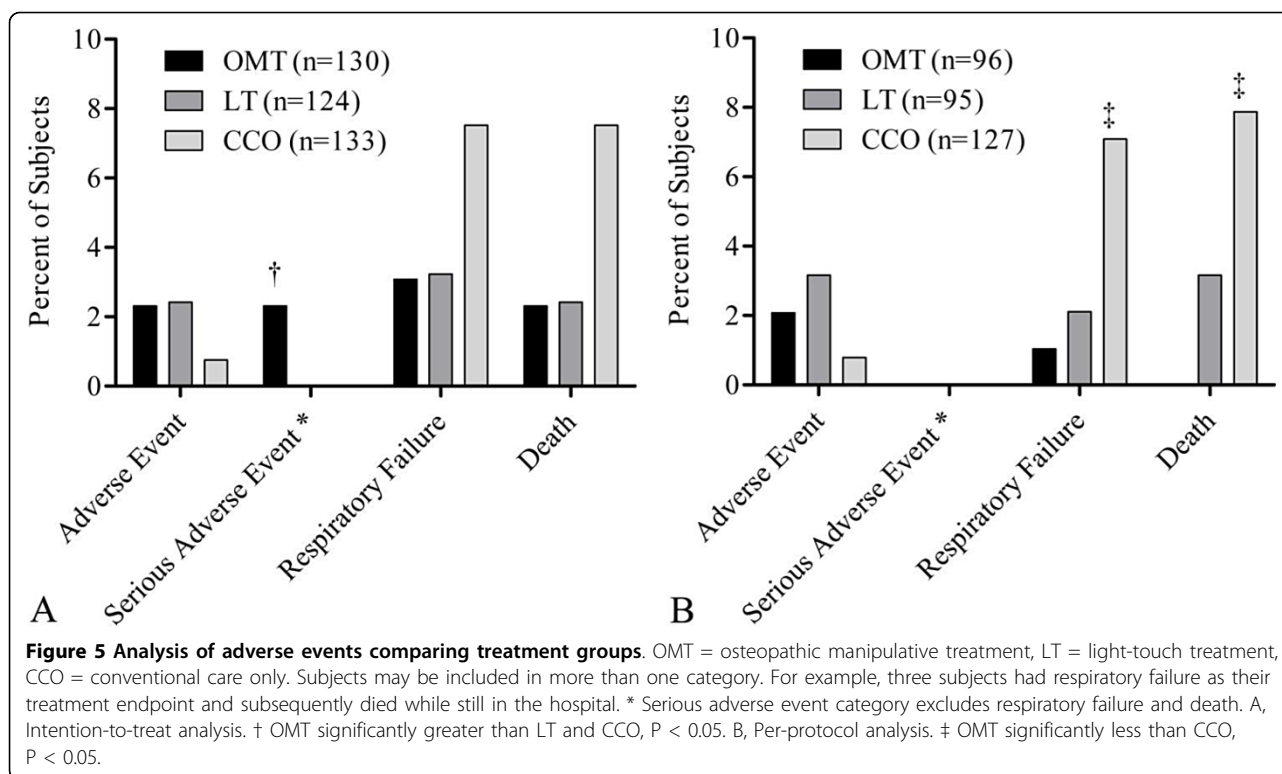 10
8
6
4
2
0
Percent of Subjects
OMT (n=130)
LT (n=124)
CCO (n=133)
†
Adverse Event
Serious Adverse Event *
Respiratory Failure
Death
A
10
8
6
4
2
0
Percent of Subjects
OMT (n=96)
LT (n=95)
CCO (n=127)
‡
‡
Adverse Event
Serious Adverse Event *
Respiratory Failure
Death
B
Figure 5 Analysis of adverse events comparing treatment groups. OMT = osteopathic manipulative treatment, LT = light-touch treatment,
CCO = conventional care only. Subjects may be included in more than one category. For example, three subjects had respiratory failure as their
treatment endpoint and subsequently died while still in the hospital. * Serious adverse event category excludes respiratory failure and death. A,
Intention-to-treat analysis. † OMT significantly greater than LT and CCO, P < 0.05. B, Per-protocol analysis. ‡ OMT significantly less than CCO,
P < 0.05.